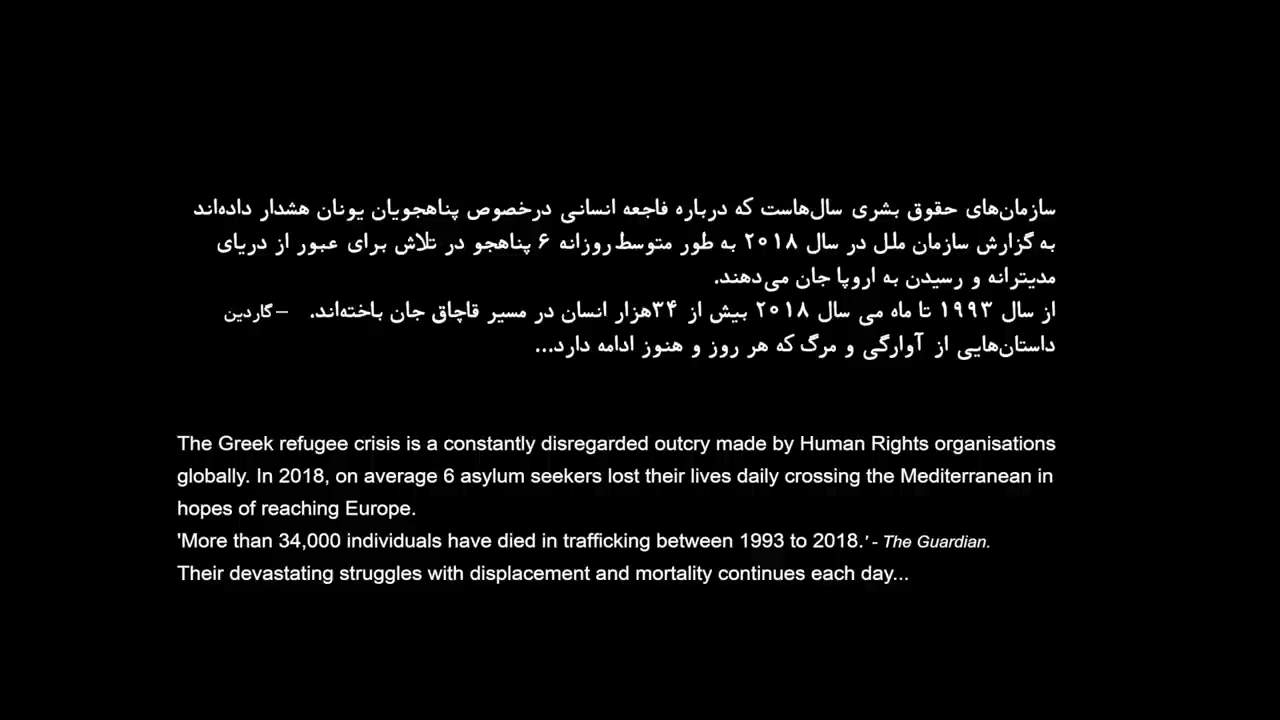 سازمان‌های حقوق بشری سال‌هاست که درباره فاجعه انسانی درخصوص پناهجویان یونان هشدار داده‌اند
به گزارش سازمان ملل در سال ۲۰۱۸ به طور متوسط روزانه ۶ پناهجو در تلاش برای عبور از دریای
مدیترانه و رسیدن به اروپا جان می‌دهند.
از سال ۱۹۹۳ تا ماه می سال ۲۰۱۸ بیش از ۳۴هزار انسان در مسیر قاچاق جان باخته‌اند. – گاردین
داستان‌هایی از آوارگی و مرگ که هر روز و هنوز ادامه دارد...
The Greek refugee crisis is a constantly disregarded outcry made by Human Rights organisations
globally. In 2018, on average 6 asylum seekers lost their lives daily crossing the Mediterranean in
hopes of reaching Europe.
'More than 34,000 individuals have died in trafficking between 1993 to 2018.' - The Guardian.
Their devastating struggles with displacement and mortality continues each day...